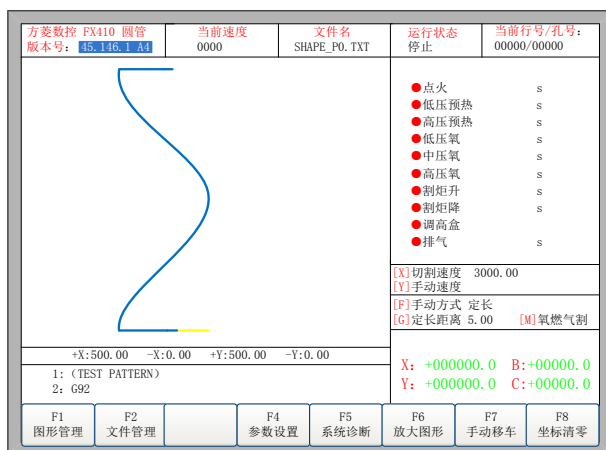 方菱数控 FX410 圆管
版本号： 45.146.1 A4
当前速度
0000
文件名
SHAPE_P0.TXT
运行状态
停止
当前行号/孔号：
00000/00000
●点火 s
●低压预热 s
●高压预热 s
●低压氧 s
●中压氧 s
●高压氧 s
●割炬升 s
●割炬降 s
●调高盒
●排气 s
[X]切割速度 3000.00
[Y]手动速度
[F]手动方式 定长
[G]定长距离 5.00 [M]氧燃气割
+X:500.00 -X:0.00 +Y:500.00 -Y:0.00
1: (TEST PATTERN)
2: G92
X: +000000.0 B:+00000.0
Y: +000000.0 C:+00000.0
F1 F2 F4 F5 F6 F7 F8
图形管理 文件管理 参数设置 系统诊断 放大图形 手动移车 坐标清零